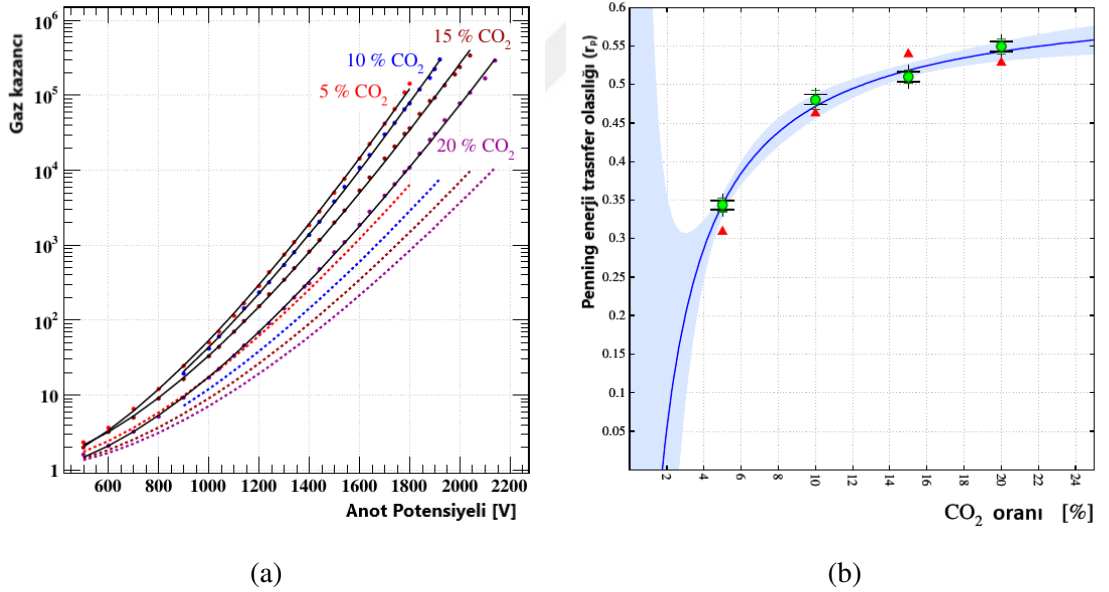 Gaz kazancı
10⁶
10⁵
10⁴
10³
10²
10
1
15 % CO₂
10 % CO₂
5 % CO₂
20 % CO₂
600 800 1000 1200 1400 1600 1800 2000 2200
Anot Potensiyeli [V]
(a)
Penning enerji trasnfer olasılığı (rₚ)
0.6
0.55
0.5
0.45
0.4
0.35
0.3
0.25
0.2
0.15
0.1
0.05
2 4 6 8 10 12 14 16 18 20 22 24
CO₂ oranı [%]
(b)